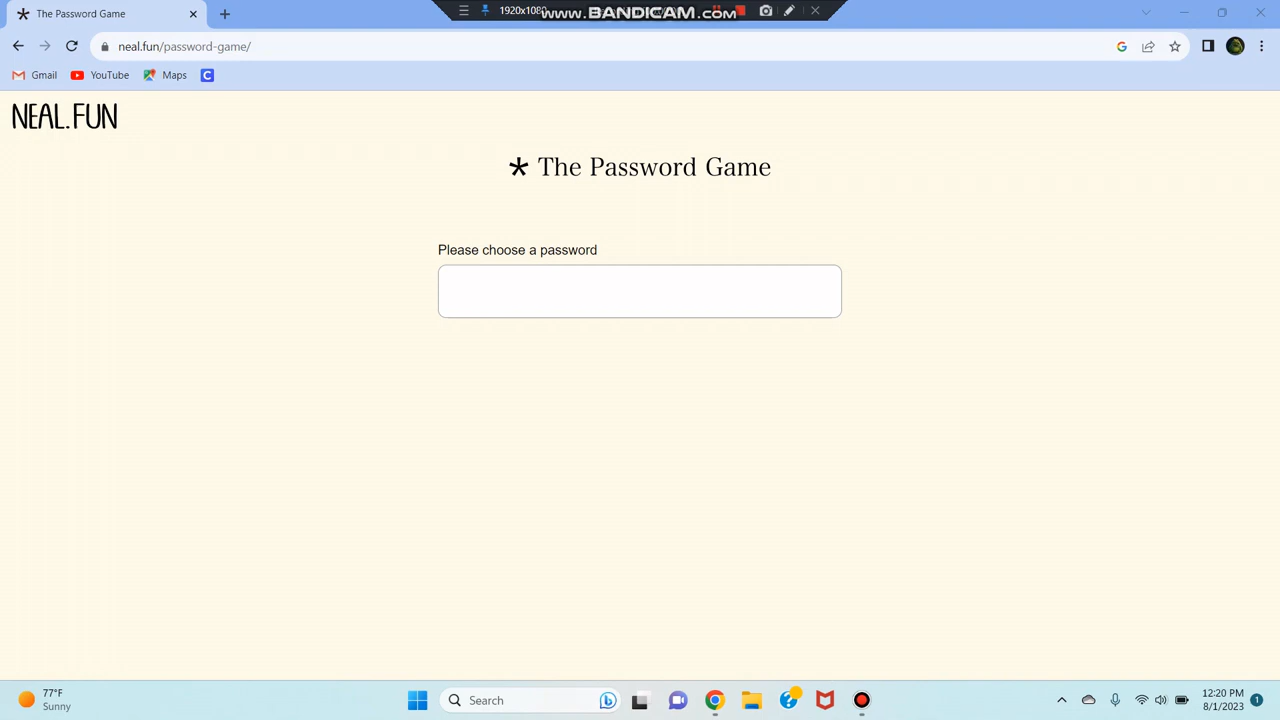 The Password Game
1920x1080
www.BANDICAM.com
neal.fun/password-game/
Gmail
YouTube
Maps
C
NEAL.FUN
* The Password Game
Please choose a password
77°F
Sunny
Search
12:20 PM
8/1/2023
1